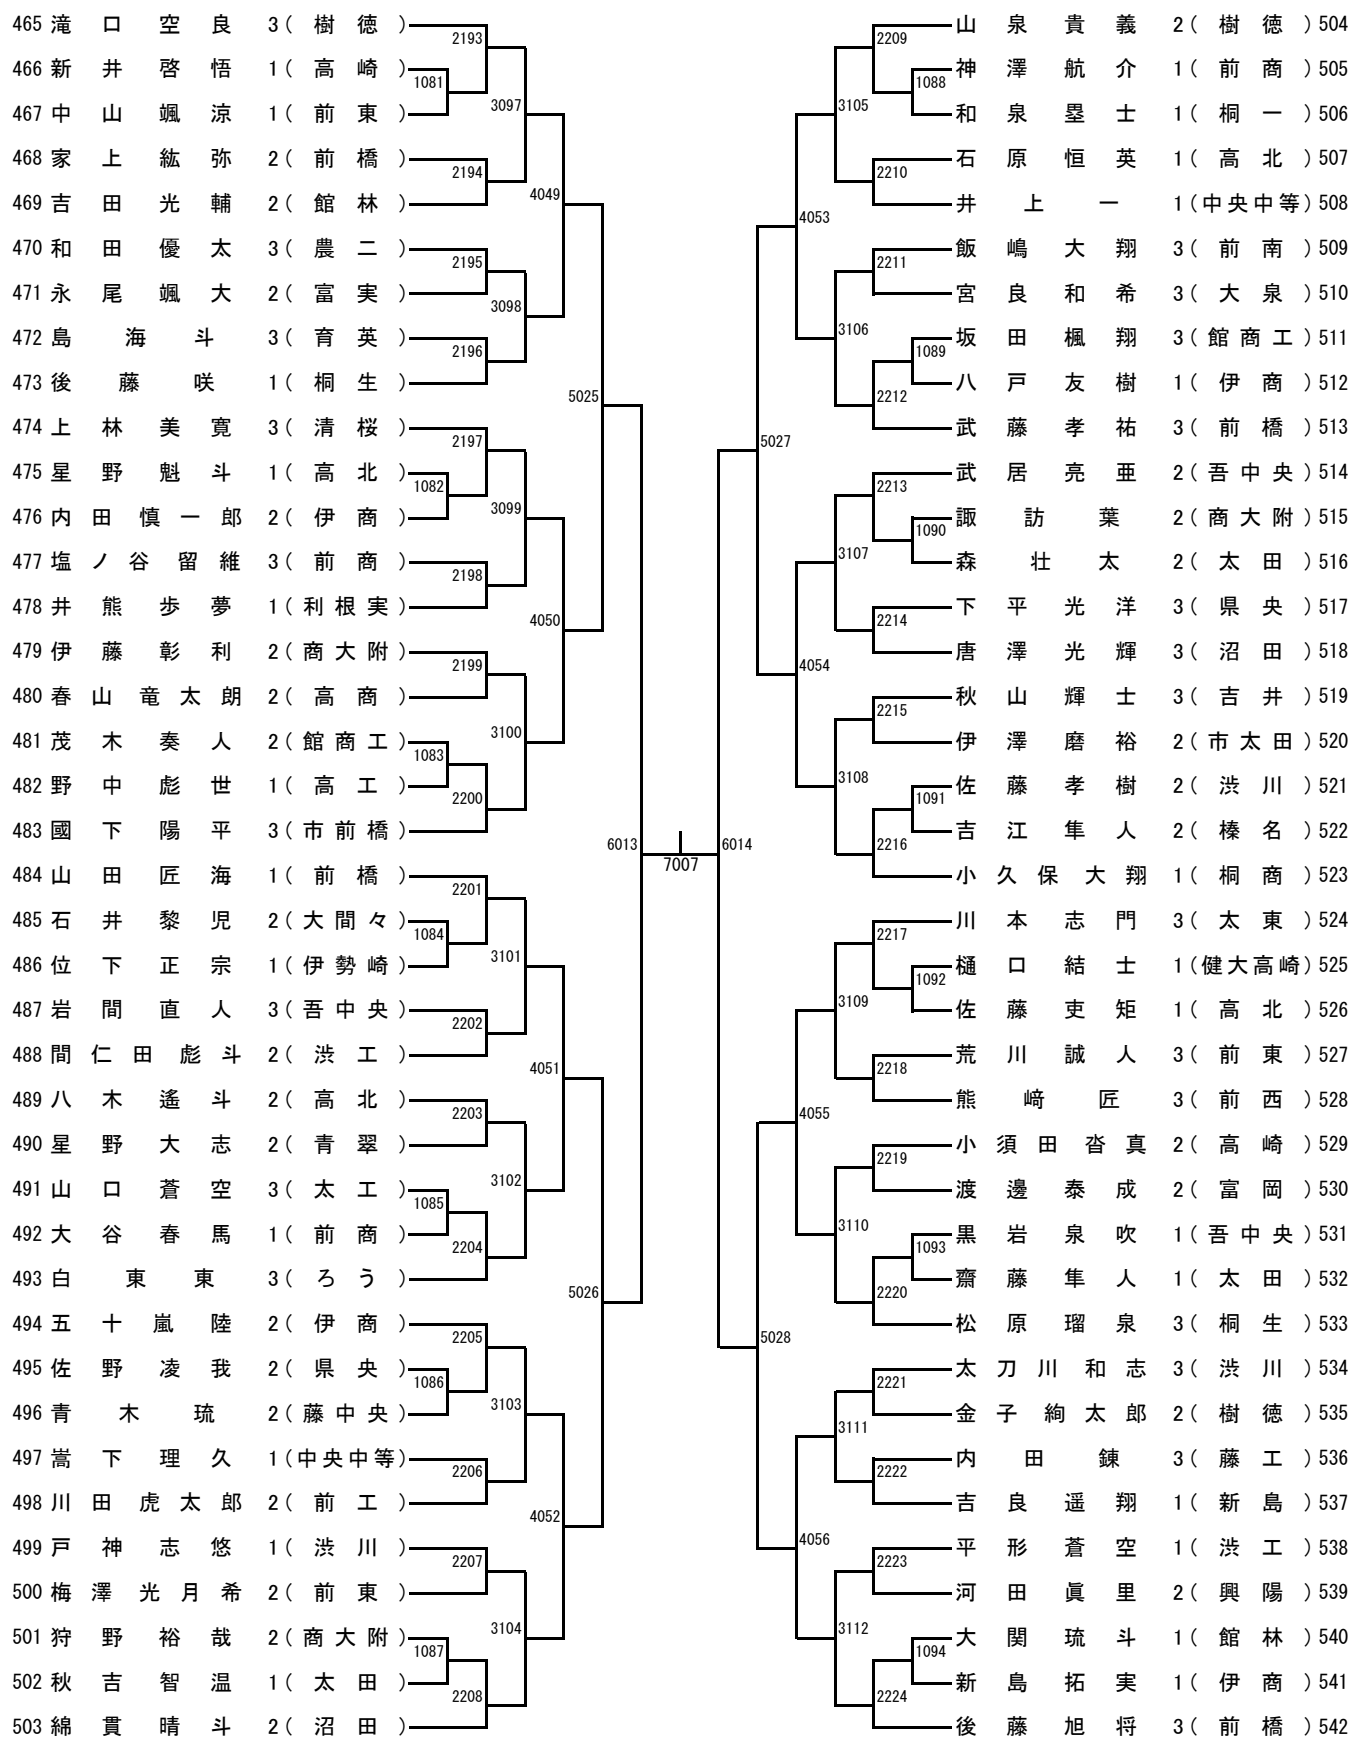 465 滝口空良 3(樹徳)
466 新井啓悟 1(高崎)
467 中山颯涼 1(前東)
468 家上紘弥 2(前橋)
469 吉田光輔 2(館林)
470 和田優太 3(農二)
471 永尾颯大 2(富実)
472 島海斗 3(育英)
473 後藤咲 1(桐生)
474 上林美寛 3(清桜)
475 星野魁斗 1(高北)
476 内田慎一郎 2(伊商)
477 塩ノ谷留維 3(前商)
478 井熊歩夢 1(利根実)
479 伊藤彰利 2(商大附)
480 春山竜太朗 2(高商)
481 茂木奏人 2(館商工)
482 野中彪世 1(高工)
483 國下陽平 3(市前橋)
484 山田匠海 1(前橋)
485 石井黎児 2(大間々)
486 位下正宗 1(伊勢崎)
487 岩間直人 3(吾中央)
488 間仁田彪斗 2(渋工)
489 八木遙斗 2(高北)
490 星野大志 2(青翠)
491 山口蒼空 3(太工)
492 大谷春馬 1(前商)
493 白東東 3(ろう)
494 五十嵐陸 2(伊商)
495 佐野凌我 2(県央)
496 青木琉 2(藤中央)
497 嵩下理久 1(中央中等)
498 川田虎太郎 2(前工)
499 戸神志悠 1(渋川)
500 梅澤光月希 2(前東)
501 狩野裕哉 2(商大附)
502 秋吉智温 1(太田)
503 綿貫晴斗 2(沼田)
1081
1082
1083
1084
1085
1086
1087
2193
2194
2195
2196
2197
2198
2199
2200
2201
2202
2203
2204
2205
2206
2207
2208
3097
3098
3099
3100
3101
3102
3103
3104
4049
4050
4051
4052
5025
5026
6013
7007
6014
5027
5028
4053
4054
4055
4056
3105
3106
3107
3108
3109
3110
3111
3112
2209
2210
2211
2212
2213
2214
2215
2216
2217
2218
2219
2220
2221
2222
2223
2224
1088
1089
1090
1091
1092
1093
1094
山泉貴義 2(樹徳)504
神澤航介 1(前商)505
和泉塁士 1(桐一)506
石原恒英 1(高北)507
井上一 1(中央中等)508
飯嶋大翔 3(前南)509
宮良和希 3(大泉)510
坂田楓翔 3(館商工)511
八戸友樹 1(伊商)512
武藤孝祐 3(前橋)513
武居亮亜 2(吾中央)514
諏訪葉 2(商大附)515
森壮太 2(太田)516
下平光洋 3(県央)517
唐澤光輝 3(沼田)518
秋山輝士 3(吉井)519
伊澤磨裕 2(市太田)520
佐藤孝樹 2(渋川)521
吉江隼人 2(榛名)522
小久保大翔 1(桐商)523
川本志門 3(太東)524
樋口結士 1(健大高崎)525
佐藤吏矩 1(高北)526
荒川誠人 3(前東)527
熊﨑匠 3(前西)528
小須田沓真 2(高崎)529
渡邊泰成 2(富岡)530
黒岩泉吹 1(吾中央)531
齋藤隼人 1(太田)532
松原瑠泉 3(桐生)533
太刀川和志 3(渋川)534
金子絢太郎 2(樹徳)535
内田錬 3(藤工)536
吉良遥翔 1(新島)537
平形蒼空 1(渋工)538
河田眞里 2(興陽)539
大関琉斗 1(館林)540
新島拓実 1(伊商)541
後藤旭将 3(前橋)542